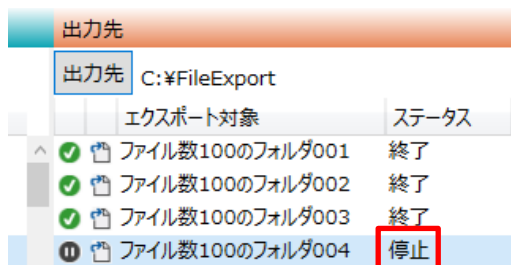 出力先
出力先 C:¥FileExport
エクスポート対象 ステータス
ファイル数100のフォルダ001 終了
ファイル数100のフォルダ002 終了
ファイル数100のフォルダ003 終了
ファイル数100のフォルダ004 停止